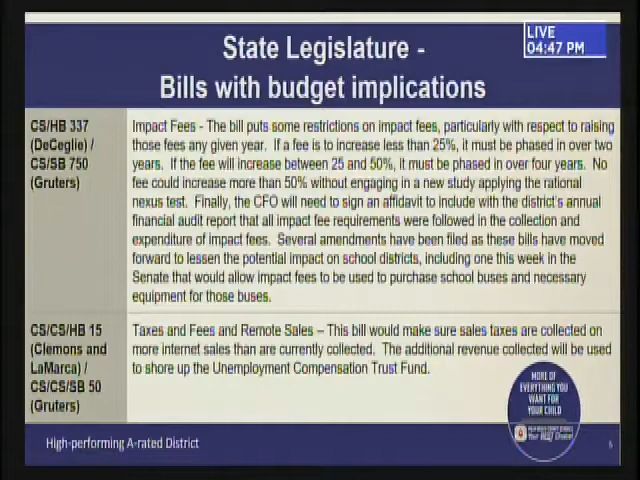 LIVE
04:47 PM
State Legislature -
Bills with budget implications
CS/HB 337
(DeCeglie) /
CS/SB 750
(Gruters)
Impact Fees - The bill puts some restrictions on impact fees, particularly with respect to raising
those fees any given year. If a fee is to increase less than 25%, it must be phased in over two
years. If the fee will increase between 25 and 50%, it must be phased in over four years. No
fee could increase more than 50% without engaging in a new study applying the rational
nexus test. Finally, the CFO will need to sign an affidavit to include with the district's annual
financial audit report that all impact fee requirements were followed in the collection and
expenditure of impact fees. Several amendments have been filed as these bills have moved
forward to lessen the potential impact on school districts, including one this week in the
Senate that would allow impact fees to be used to purchase school buses and necessary
equipment for those buses.
CS/CS/HB 15
(Clemons and
LaMarca) /
CS/CS/SB 50
(Gruters)
Taxes and Fees and Remote Sales – This bill would make sure sales taxes are collected on
more internet sales than are currently collected. The additional revenue collected will be used
to shore up the Unemployment Compensation Trust Fund.
MORE OF
EVERYTHING YOU
WANT FOR
YOUR CHILD
Your BEST Choice!
High-performing A-rated District